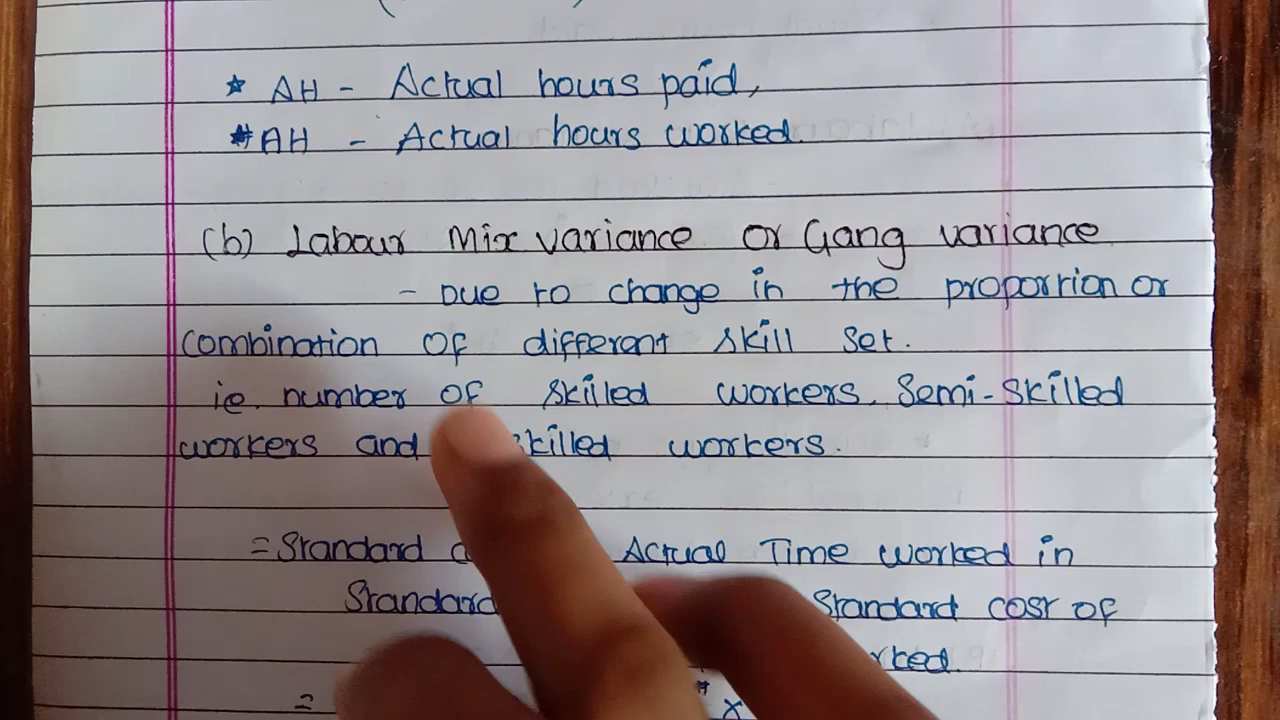 * AH - Actual hours paid,
#AH - Actual hours worked.
(b) Labour Mix variance or Gang variance
- Due to change in the proportion or
combination of different skill set.
ie. number of skilled workers, Semi-skilled
workers and skilled workers.
= Standard Actual Time worked in
Standard Standard cost of
=
# x